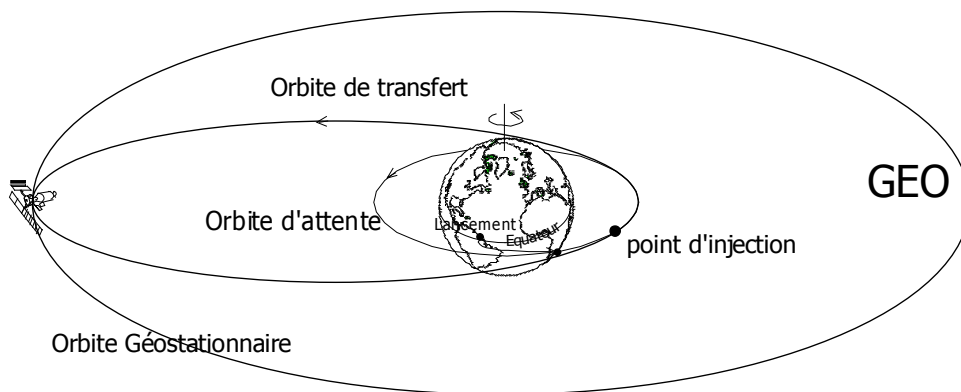 Orbite de transfert
GEO
Orbite d'attente
Lancement
Equateur
point d'injection
Orbite Géostationnaire